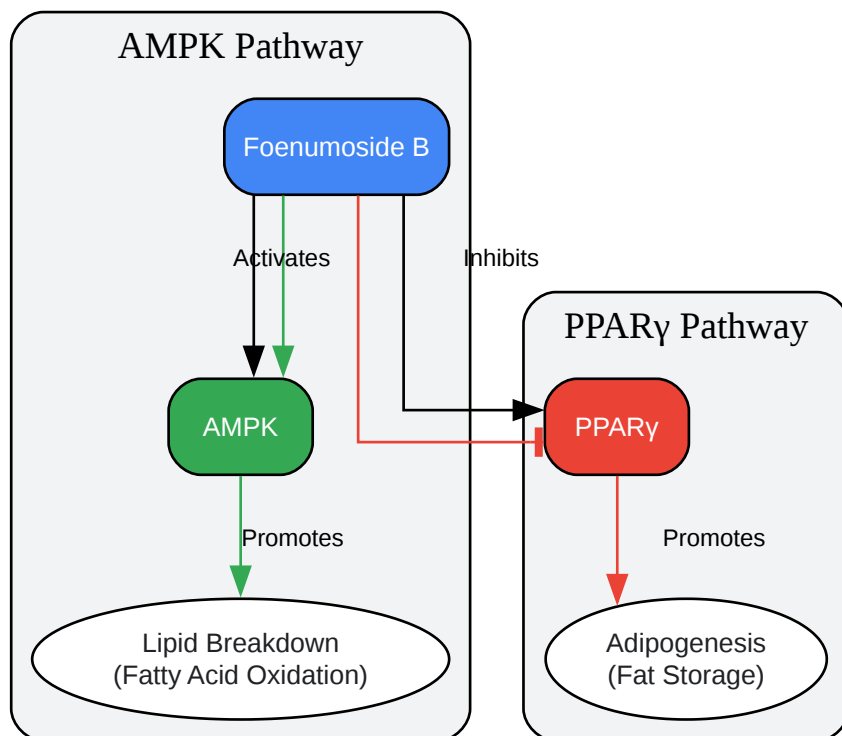 AMPK Pathway
Foenumoside B
Activates
Inhibits
PPARγ Pathway
AMPK
PPARγ
Promotes
Promotes
Lipid Breakdown
(Fatty Acid Oxidation)
Adipogenesis
(Fat Storage)